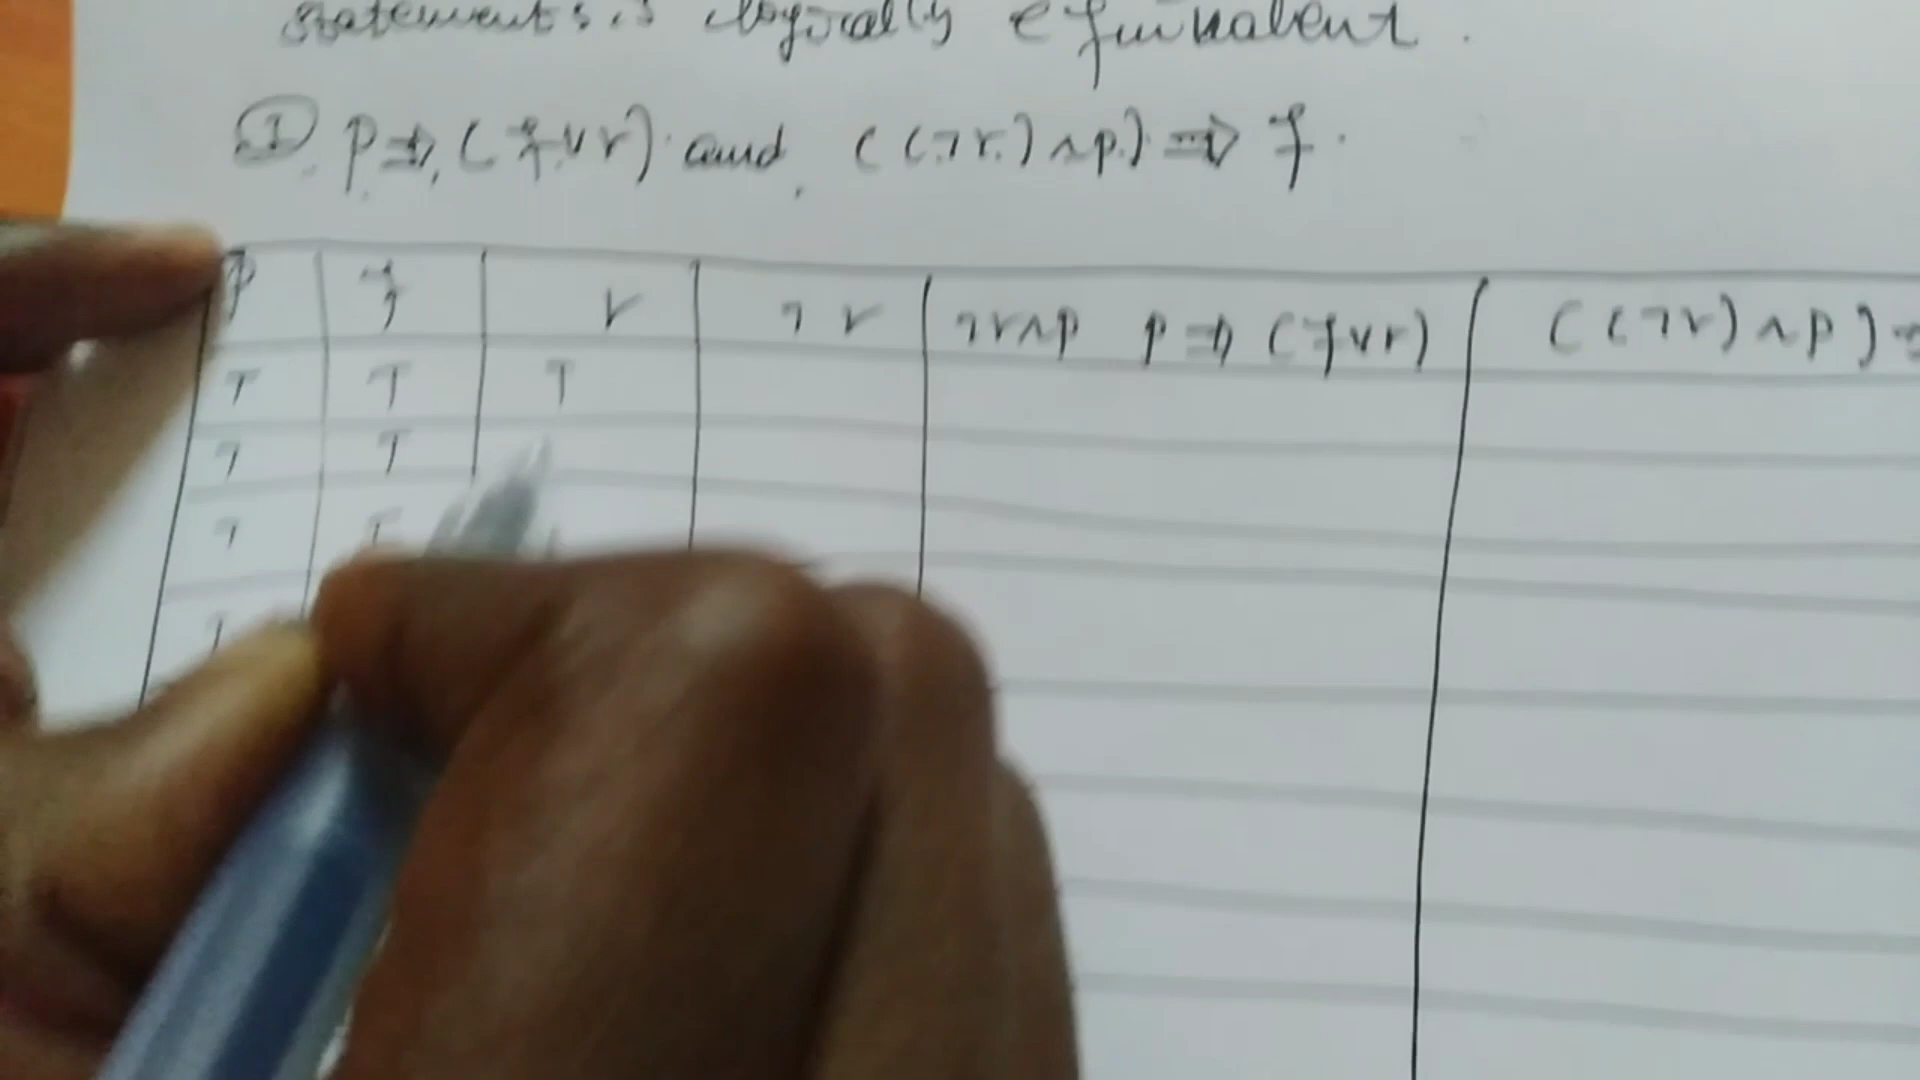 statements is logically equivalent.
① p ⇒ (q ∨ r) and ((¬r) ∧ p) ⇒ q.
p q r ¬r ¬r∧p p ⇒ (q ∨ r) ((¬r) ∧ p) ⇒
T T T
T T
T
T